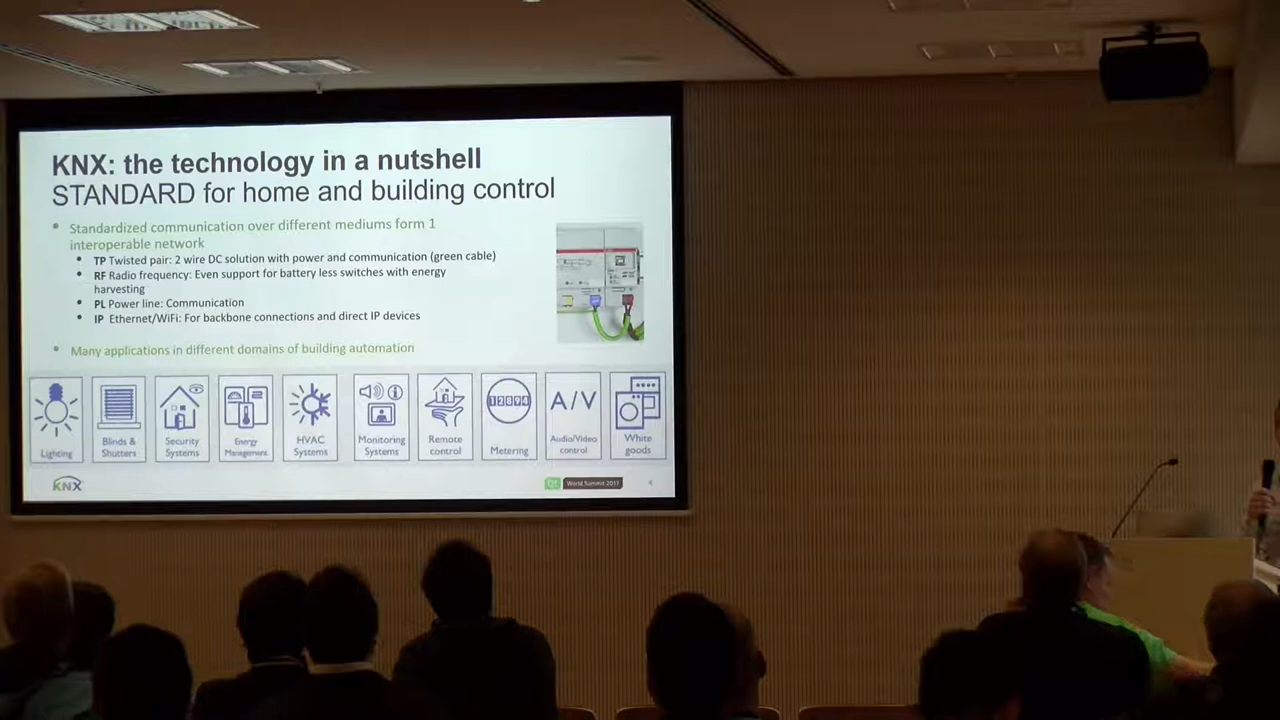 KNX: the technology in a nutshell
STANDARD for home and building control
• Standardized communication over different mediums form 1
interoperable network
• TP Twisted pair: 2 wire DC solution with power and communication (green cable)
• RF Radio frequency: Even support for battery less switches with energy
harvesting
• PL Power line: Communication
• IP Ethernet/WiFi: For backbone connections and direct IP devices
• Many applications in different domains of building automation
Lighting
Blinds &
Shutters
Security
Systems
Energy
Management
HVAC
Systems
Monitoring
Systems
Remote
control
12894
Metering
A/V
Audio/Video
control
White
goods
KNX
Qt World Summit 2017
4